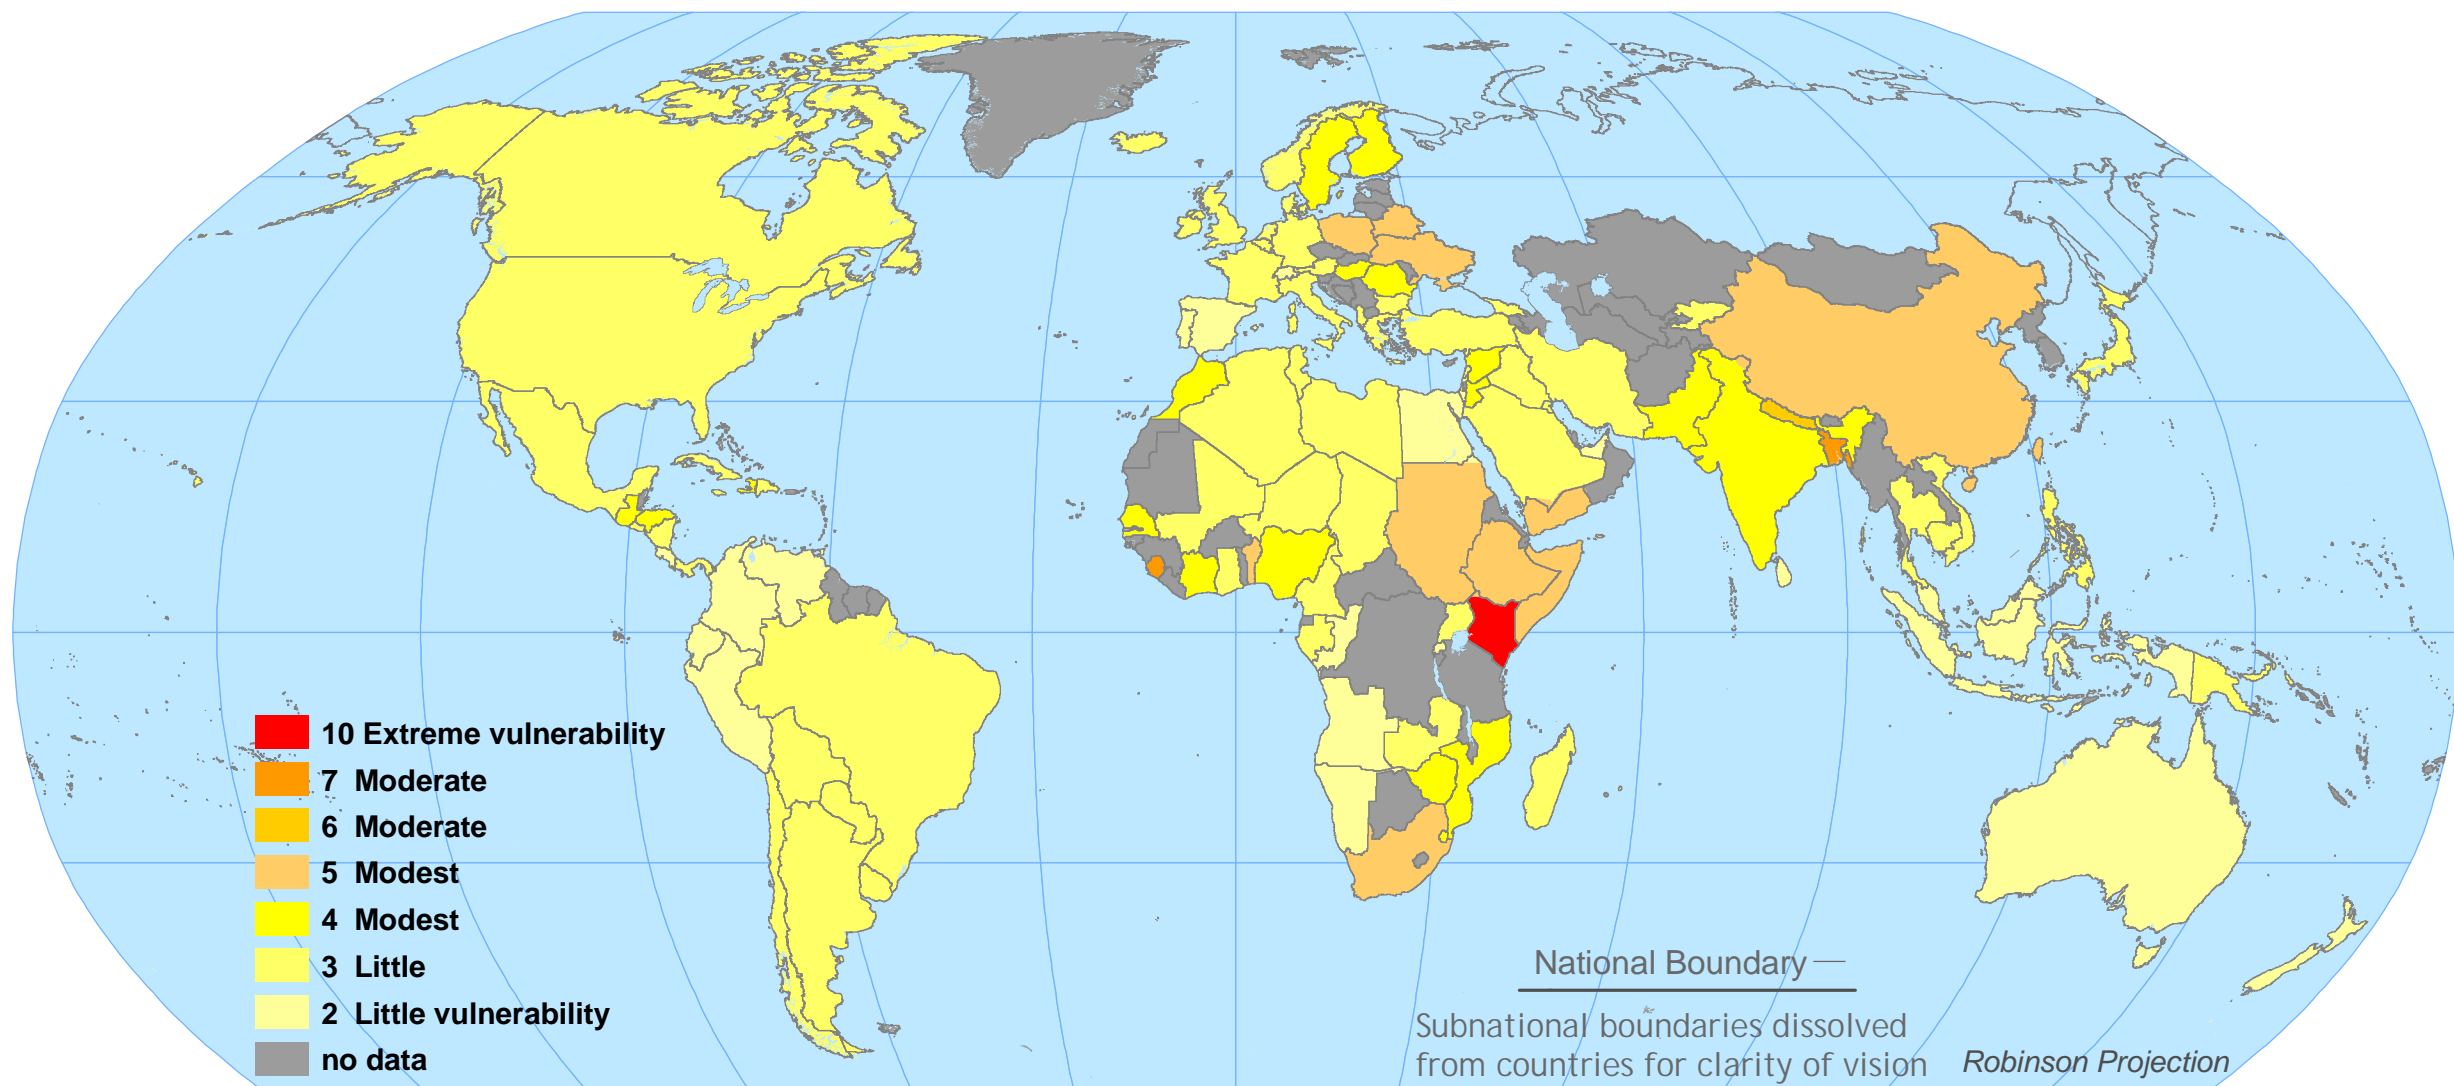 10 Extreme vulnerability
7 Moderate
6 Moderate
5 Modest
4 Modest
3 Little
2 Little vulnerability
no data
National Boundary
Subnational boundaries dissolved
from countries for clarity of vision
Robinson Projection